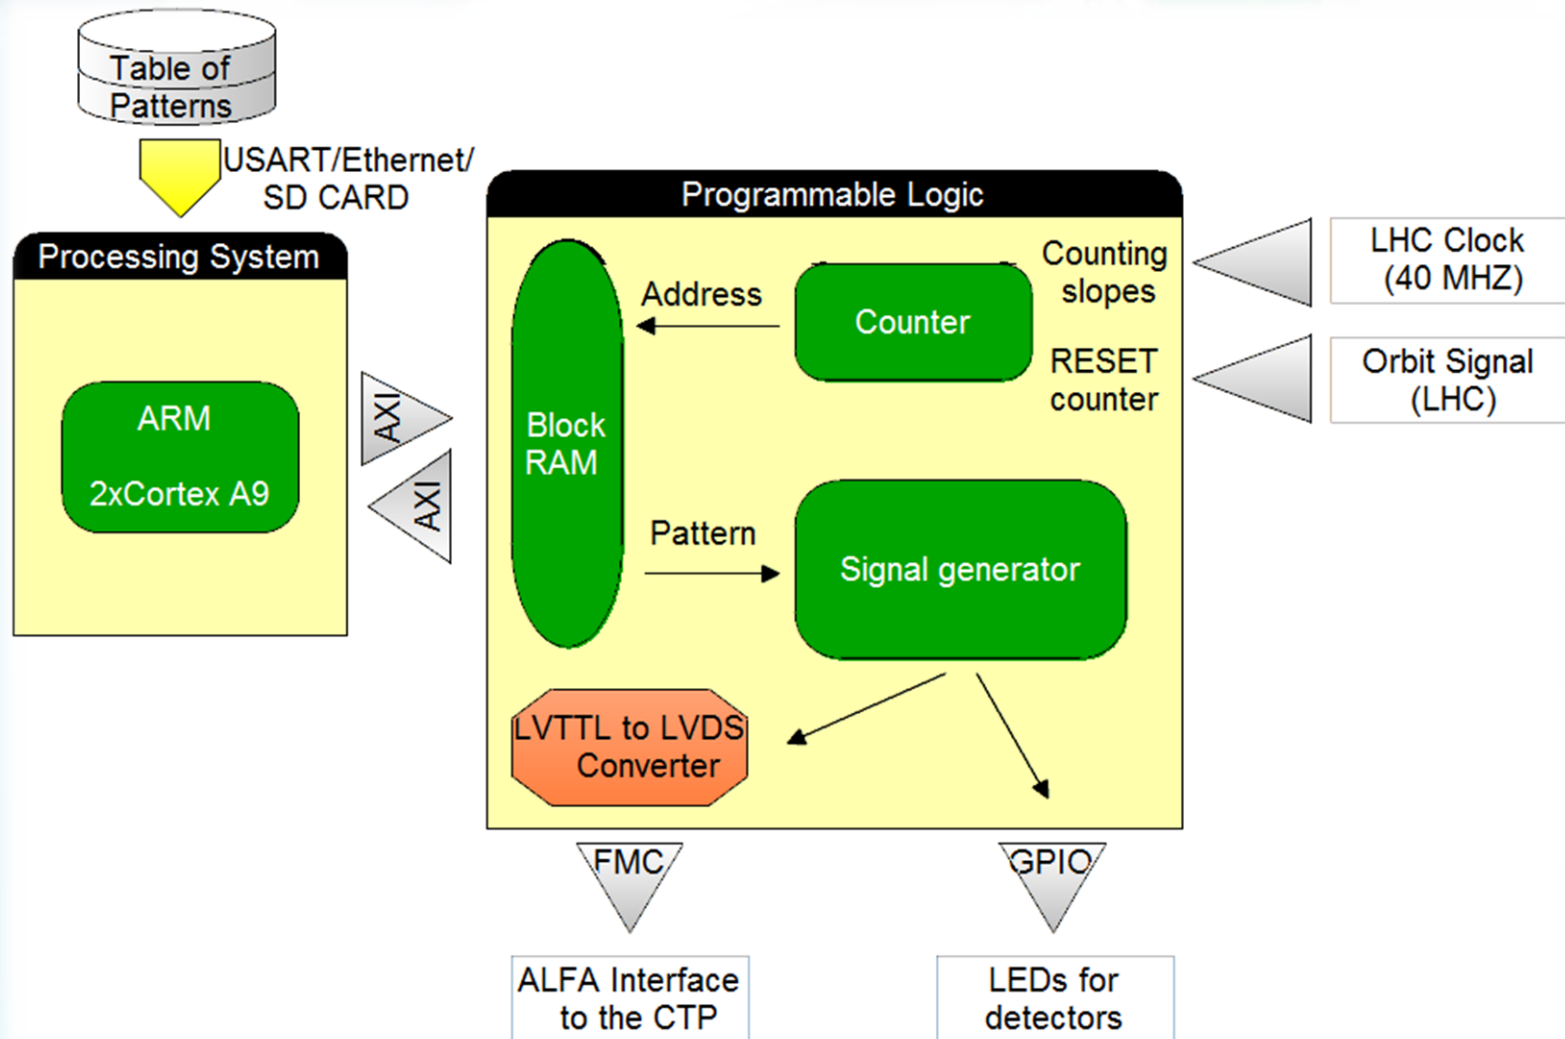 Table of
Patterns
USART/Ethernet/
SD CARD
Processing System
ARM
2xCortex A9
AXI
AXI
Programmable Logic
Block
RAM
Address
Counter
Counting
slopes
RESET
counter
Pattern
Signal generator
LVTTL to LVDS
Converter
LHC Clock
(40 MHZ)
Orbit Signal
(LHC)
FMC
GPIO
ALFA Interface
to the CTP
LEDs for
detectors